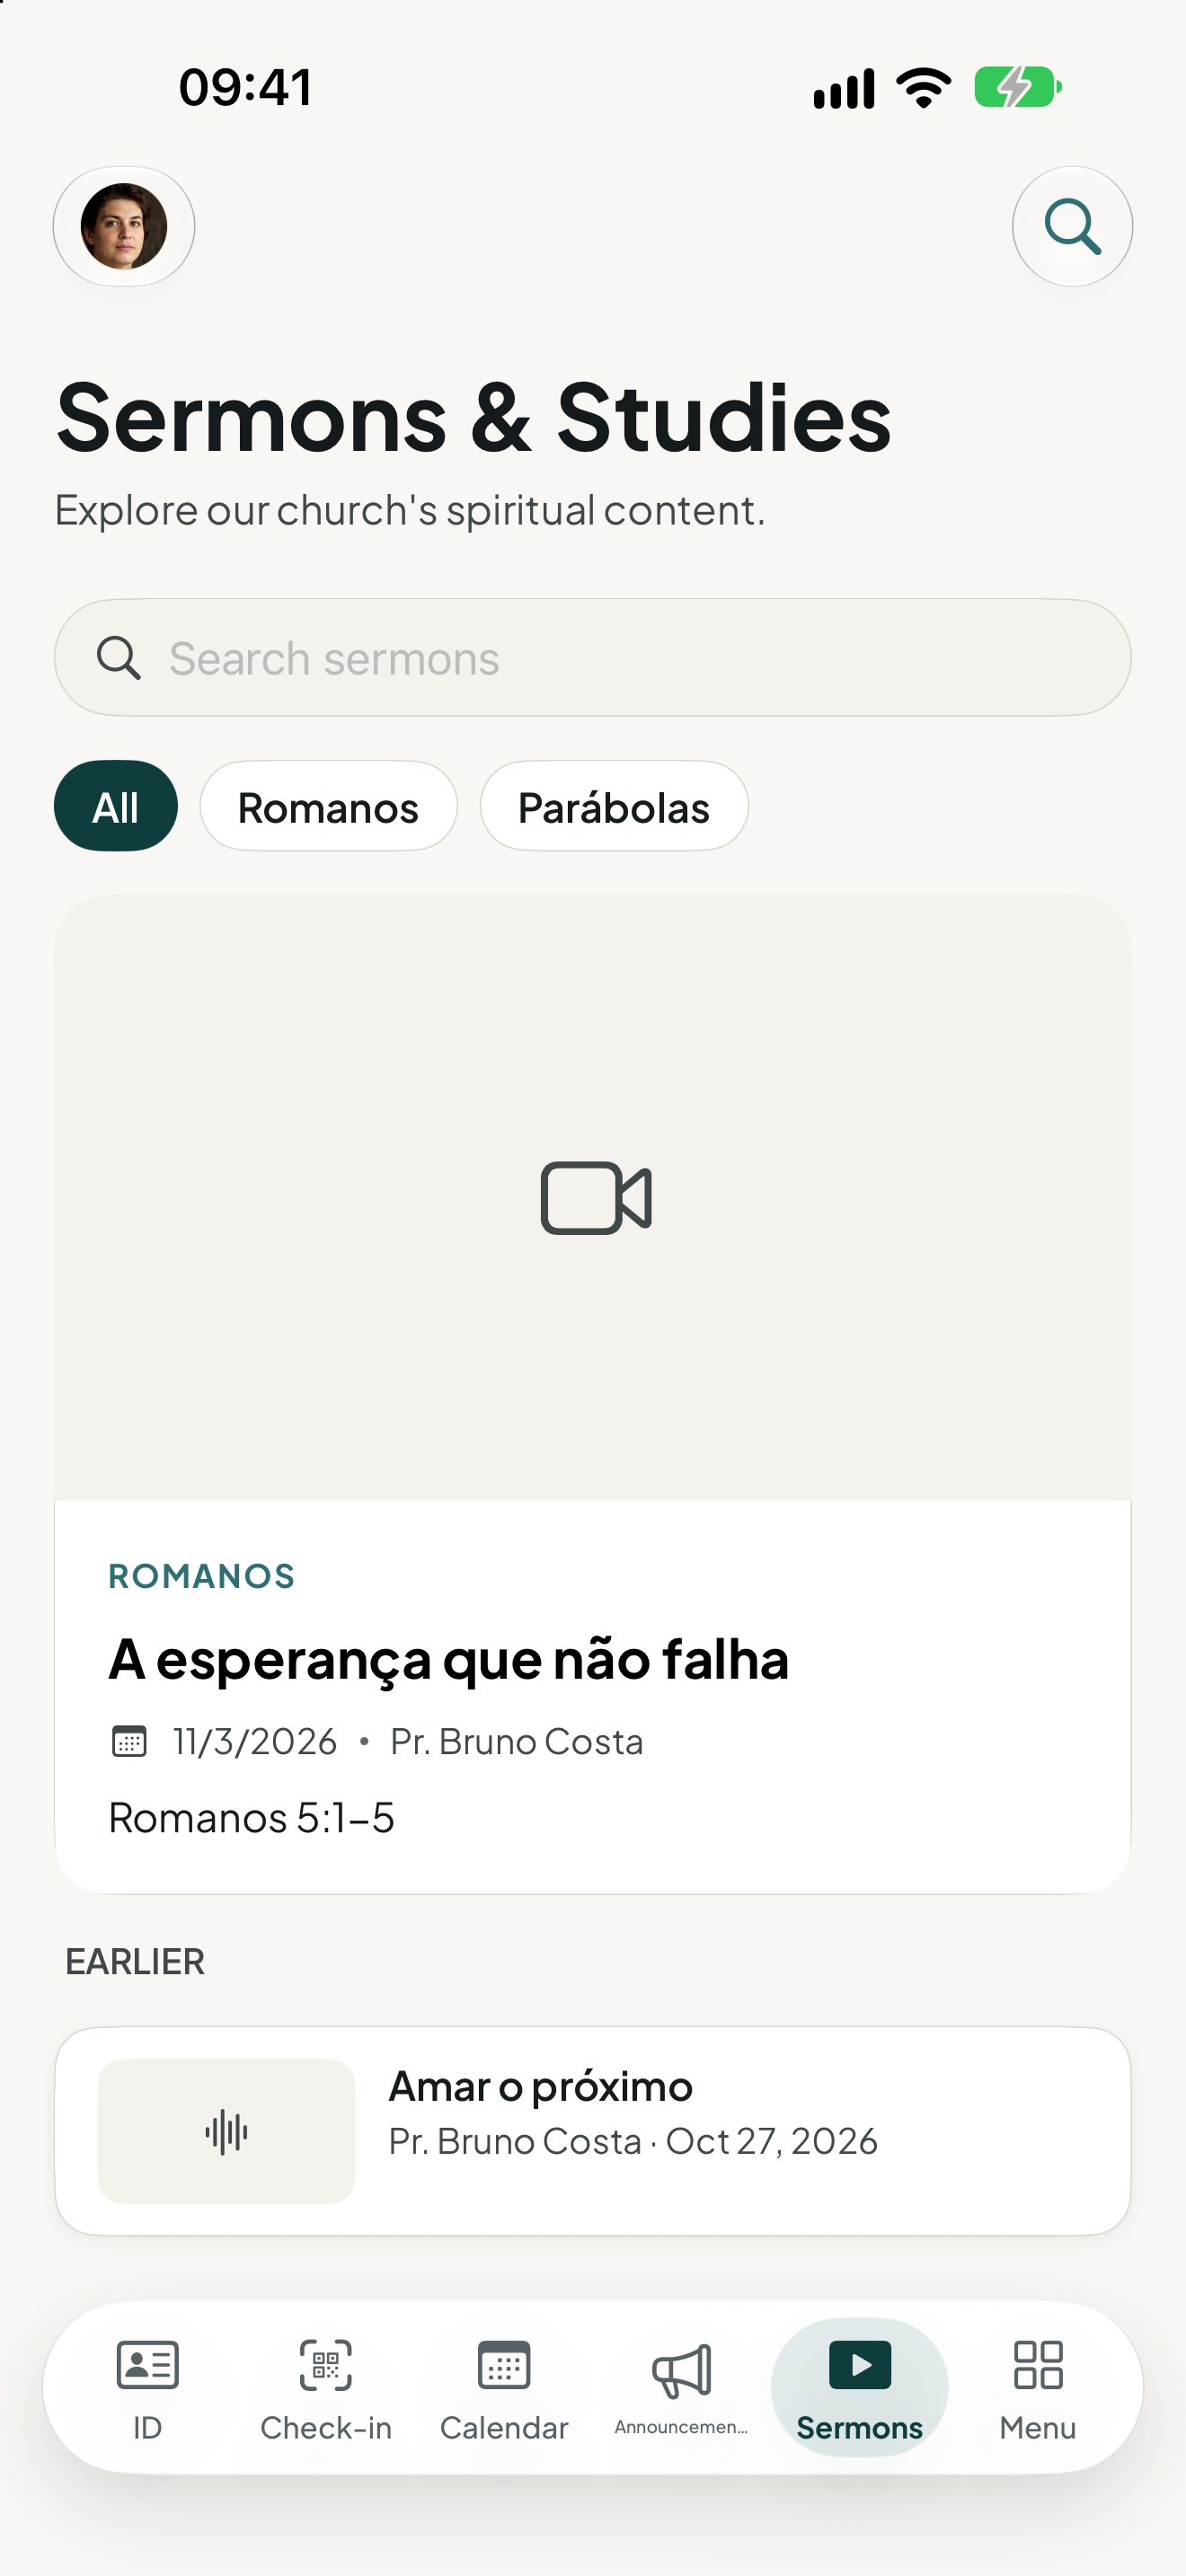 09:41
Sermons & Studies
Explore our church's spiritual content.
Search sermons
All
Romanos
Parábolas
ROMANOS
A esperança que não falha
11/3/2026 • Pr. Bruno Costa
Romanos 5:1–5
EARLIER
Amar o próximo
Pr. Bruno Costa · Oct 27, 2026
ID
Check-in
Calendar
Announcemen...
Sermons
Menu